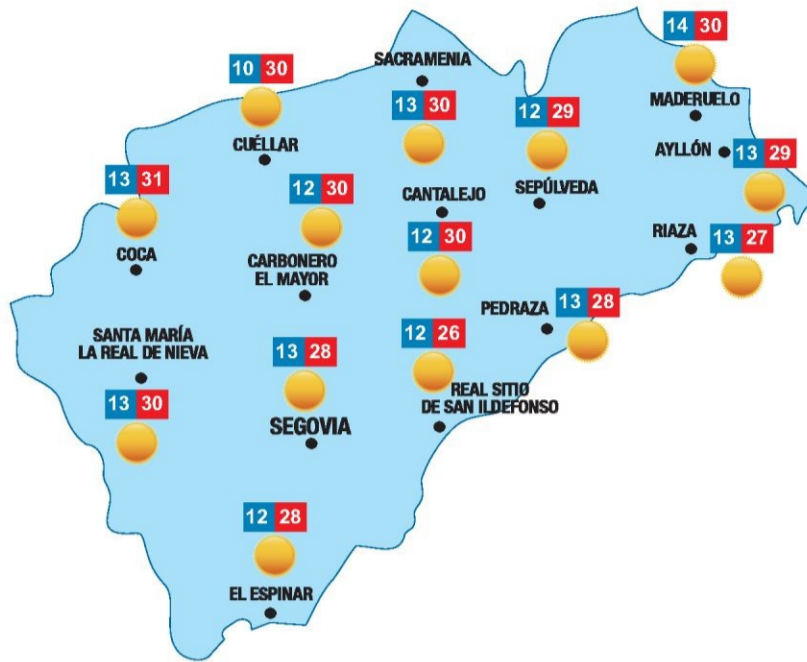 14 30
MADERUELO
SACRAMENIA
13 30
10 30
CUÉLLAR
12 29
SEPÚLVEDA
AYLLÓN
13 29
13 31
COCA
12 30
CARBONERO
EL MAYOR
CANTALEJO
12 30
RIAZA
13 27
PEDRAZA
13 28
SANTA MARÍA
LA REAL DE NIEVA
13 30
13 28
SEGOVIA
12 26
REAL SITIO
DE SAN ILDEFONSO
12 28
EL ESPINAR